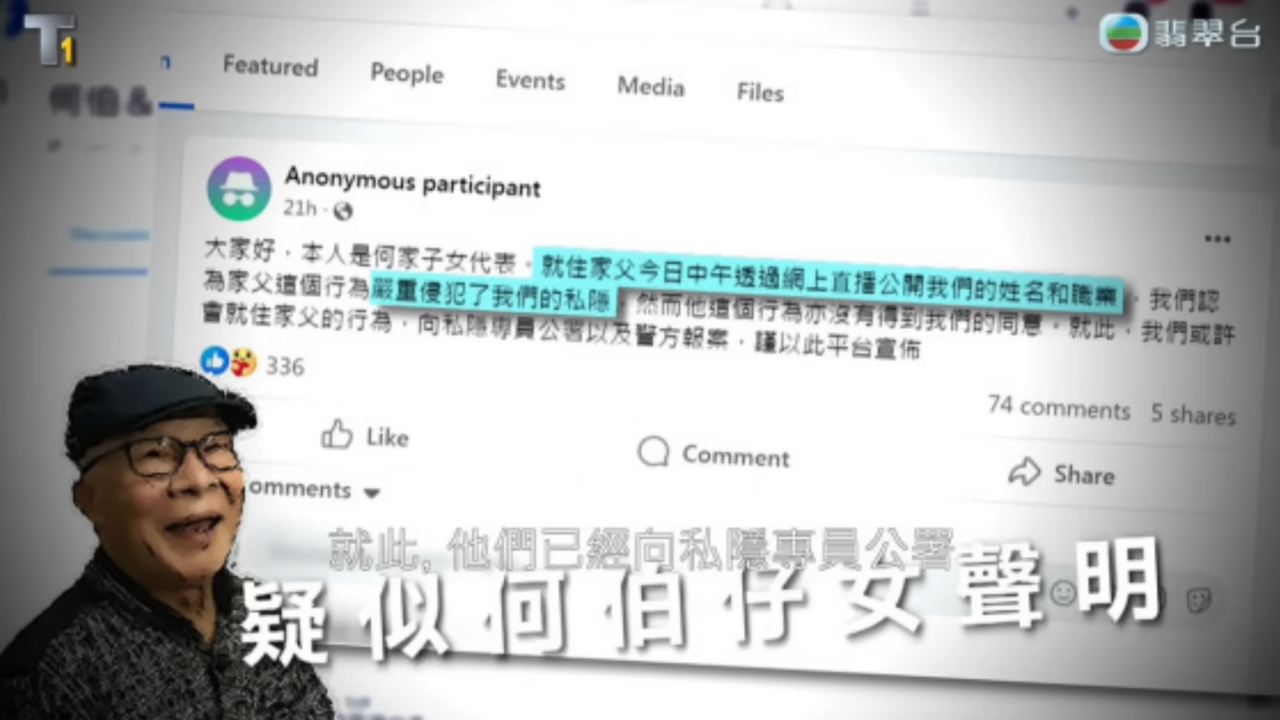 T1
翡翠台
Featured People Events Media Files
何伯&
Anonymous participant
21h
大家好，本人是何家子女代表，就住家父今日中午透過網上直播公開我們的姓名和職業，我們認
為家父這個行為嚴重侵犯了我們的私隱，然而他這個行為亦沒有得到我們的同意。就此，我們或許
會就住家父的行為，向私隱專員公署以及警方報案，謹以此平台宣佈
336
74 comments 5 shares
Like Comment Share
omments
就此, 他們已經向私隱專員公署
疑似何伯仔女聲明